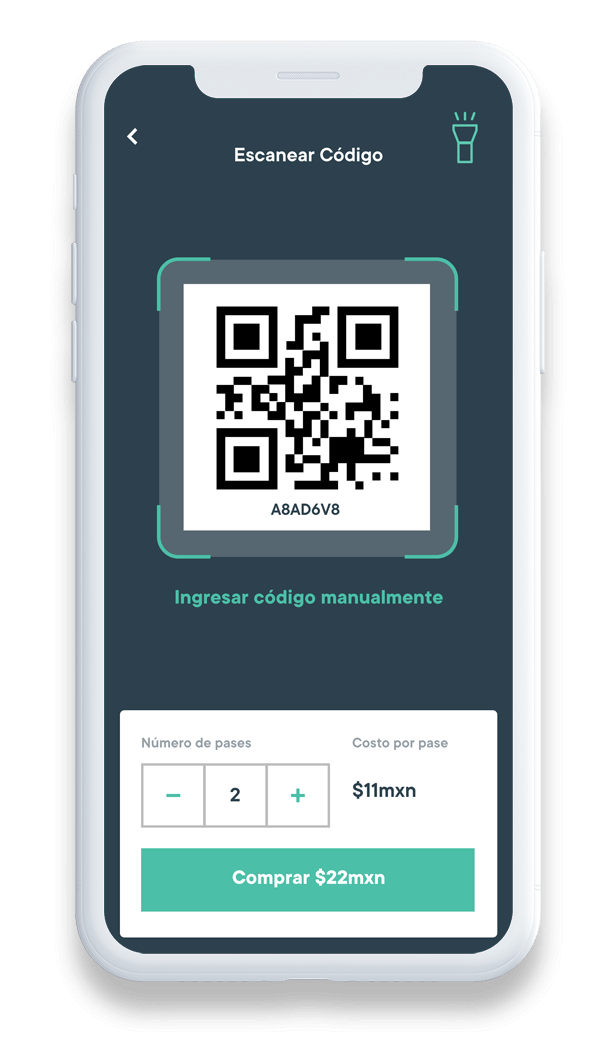 Escanear Código
A8AD6V8
Ingresar código manualmente
Número de pases
Costo por pase
− 2 +
$11mxn
Comprar $22mxn